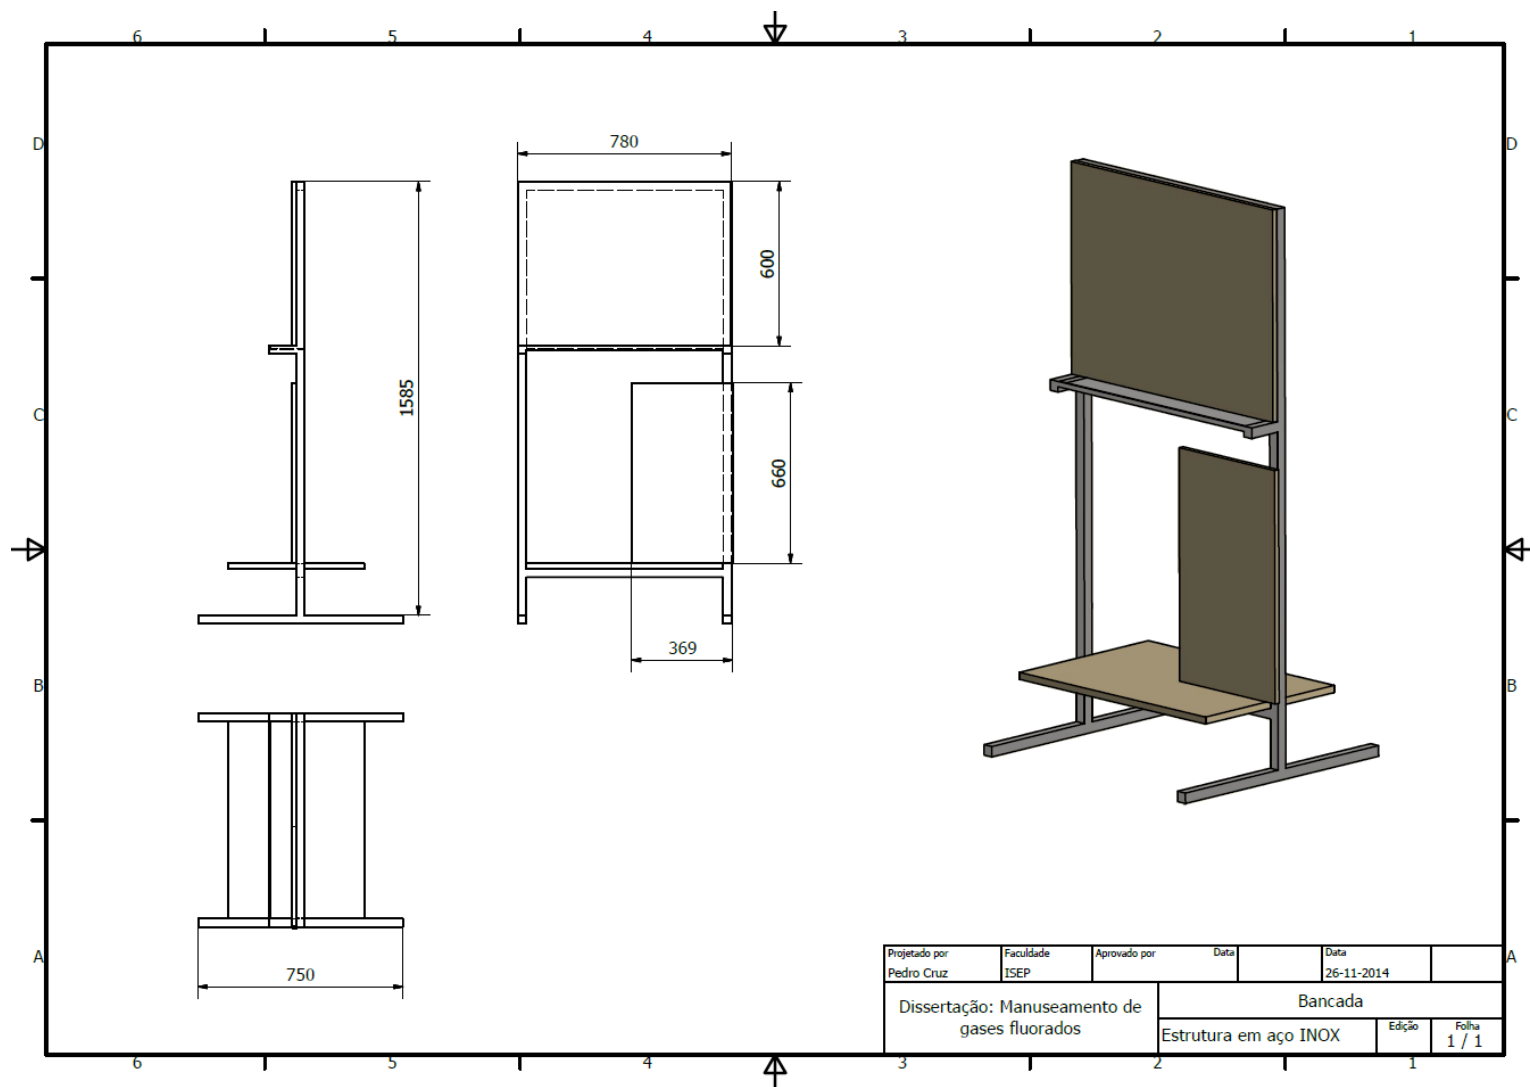 6 5 4 3 2 1
D D
780
600
1585
C C
660
369
B B
750
A A
Projetado por Faculdade Aprovado por Data Data
Pedro Cruz ISEP 26-11-2014
Dissertação: Manuseamento de
gases fluorados
Bancada
Estrutura em aço INOX
Edição
Folha
1 / 1
6 5 4 3 2 1